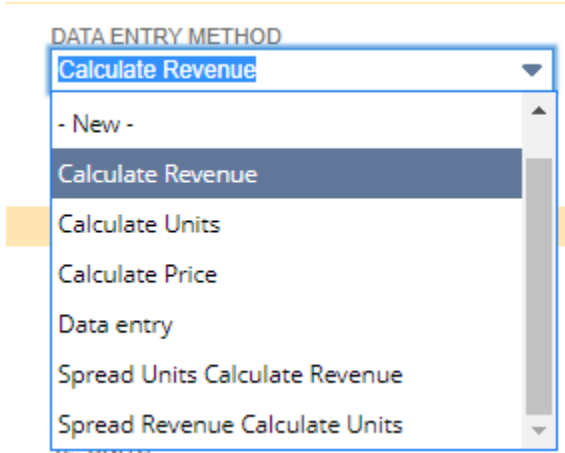 DATA ENTRY METHOD
Calculate Revenue
- New -
Calculate Revenue
Calculate Units
Calculate Price
Data entry
Spread Units Calculate Revenue
Spread Revenue Calculate Units